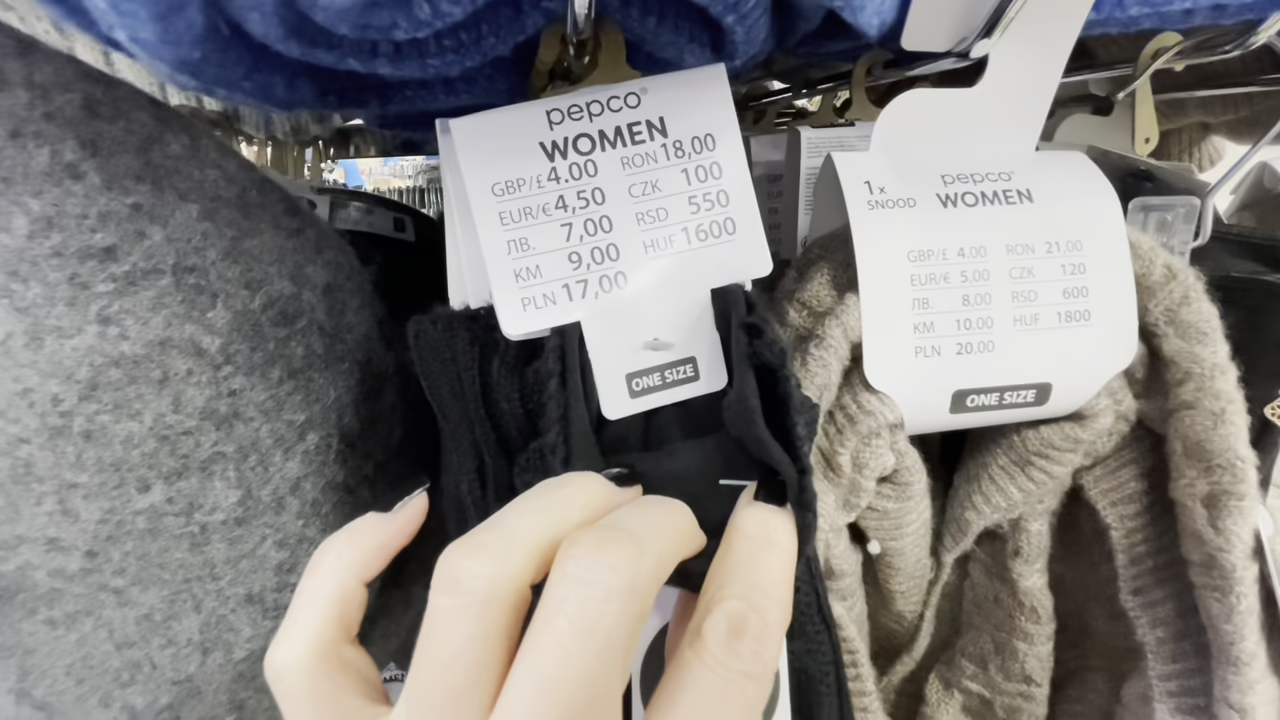 pepco®
WOMEN
GBP/£ 4.00
EUR/€ 4,50
ЛВ. 7,00
KM 9,00
PLN 17,00
RON 18,00
CZK 100
RSD 550
HUF 1600
ONE SIZE
1x
SNOOD
pepco®
WOMEN
GBP/£ 4.00
EUR/€ 5,00
ЛВ. 8,00
KM 10,00
PLN 20,00
RON 21,00
CZK 120
RSD 600
HUF 1800
ONE SIZE